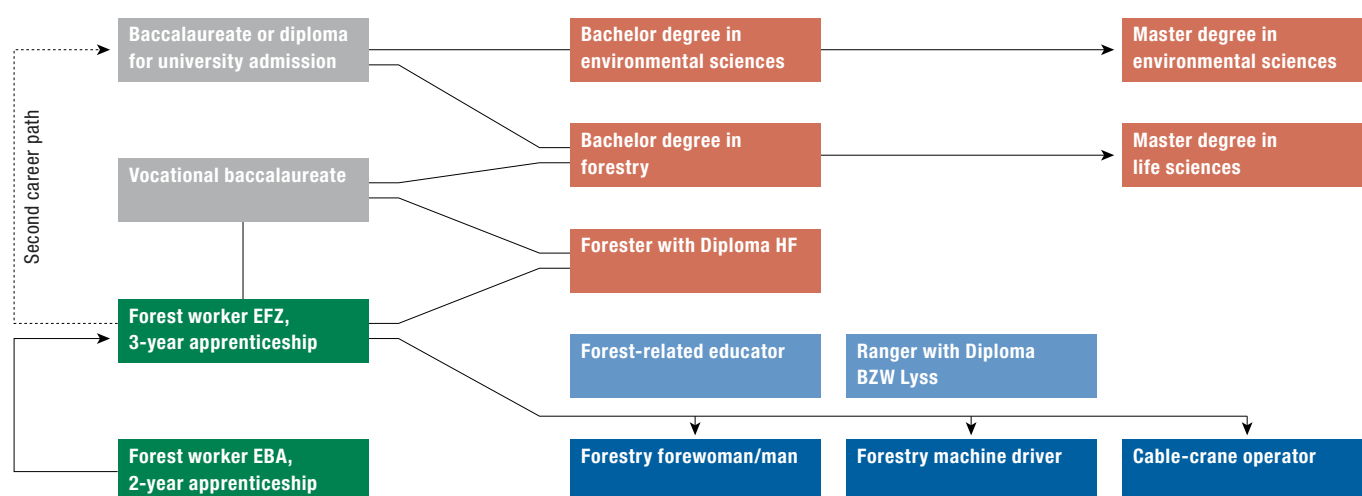 Baccalaureate or diploma
for university admission
Bachelor degree in
environmental sciences
Master degree in
environmental sciences
Second career path
Vocational baccalaureate
Bachelor degree in
forestry
Master degree in
life sciences
Forester with Diploma HF
Forest worker EFZ,
3-year apprenticeship
Forest-related educator
Ranger with Diploma
BZW Lyss
Forest worker EBA,
2-year apprenticeship
Forestry forewoman/man
Forestry machine driver
Cable-crane operator